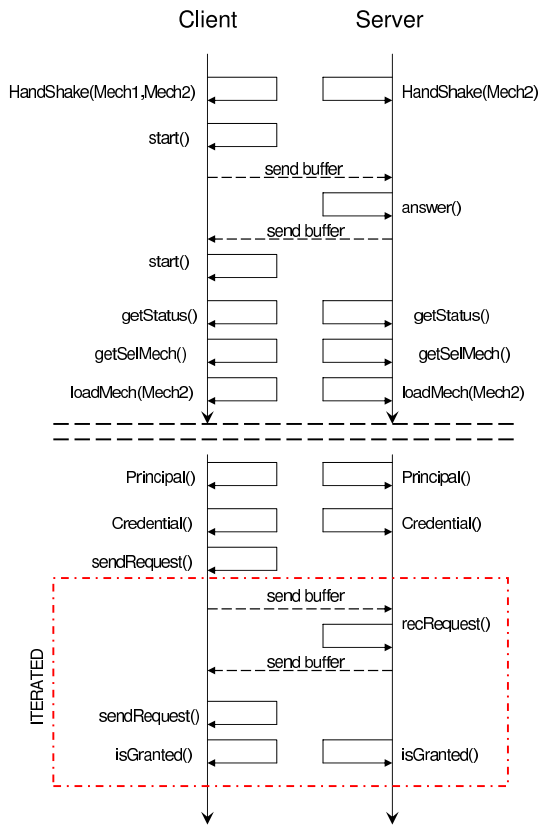 Client Server
HandShake(Mech1,Mech2) HandShake(Mech2)
start()
send buffer
answer()
send buffer
start()
getStatus() getStatus()
getSelMech() getSelMech()
loadMech(Mech2) loadMech(Mech2)
Principal() Principal()
Credential() Credential()
sendRequest()
send buffer
recRequest()
send buffer
ITERATED
sendRequest()
isGranted() isGranted()